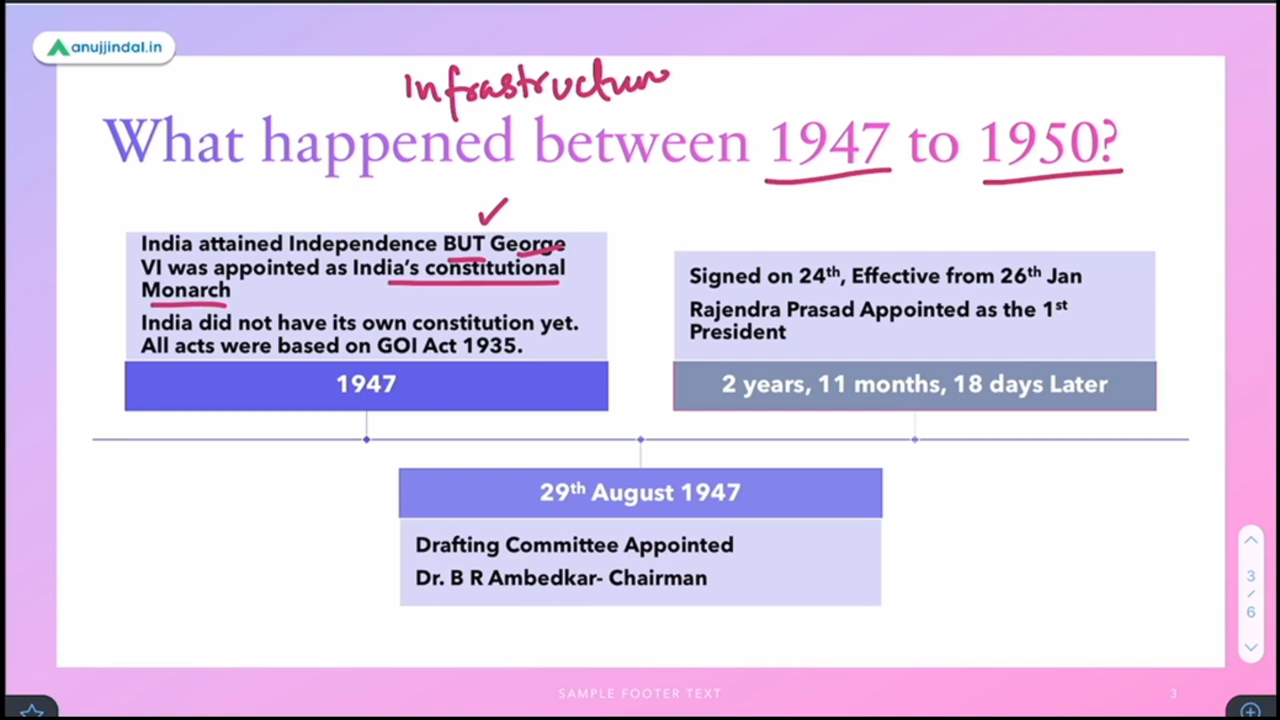 anujjindal.in
Infrastructure
What happened between 1947 to 1950?
India attained Independence BUT George
VI was appointed as India's constitutional
Monarch
India did not have its own constitution yet.
All acts were based on GOI Act 1935.
1947
Signed on 24th, Effective from 26th Jan
Rajendra Prasad Appointed as the 1st
President
2 years, 11 months, 18 days Later
29th August 1947
Drafting Committee Appointed
Dr. B R Ambedkar- Chairman
3
/
6
SAMPLE FOOTER TEXT
3